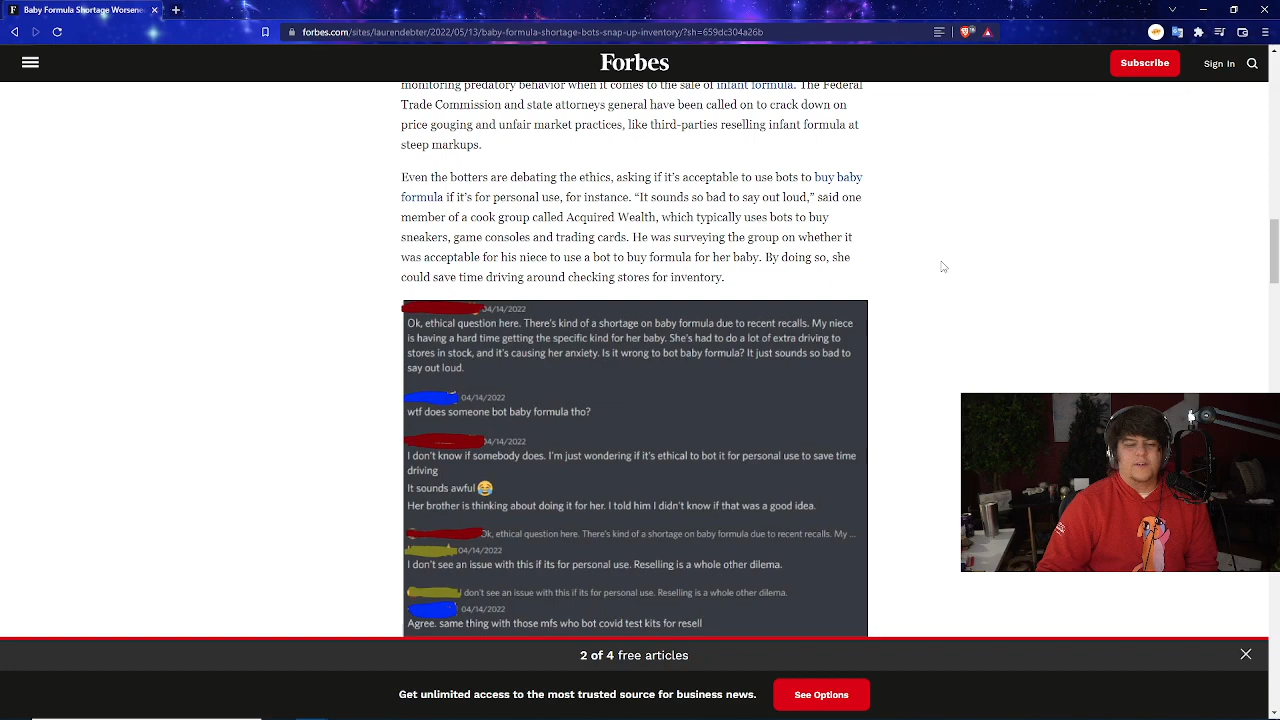 Baby Formula Shortage Worsene
forbes.com/sites/laurendebter/2022/05/13/baby-formula-shortage-bots-snap-up-inventory/?sh=659dc304a26b
Forbes
Subscribe
Sign In
monitoring predatory behavior when it comes to the sale of infant formula. The Federal
Trade Commission and state attorneys general have been called on to crack down on
price gouging and unfair market practices, like third-parties reselling infant formula at
steep markups.
Even the botters are debating the ethics, asking if it's acceptable to use bots to buy baby
formula if it's for personal use, for instance. “It sounds so bad to say out loud,” said one
member of a cook group called Acquired Wealth, which typically uses bots to buy
sneakers, game consoles and trading cards. He was surveying the group on whether it
was acceptable for his niece to use a bot to buy formula for her baby. By doing so, she
could save time driving around checking stores for inventory.
04/14/2022
Ok, ethical question here. There's kind of a shortage on baby formula due to recent recalls. My niece
is having a hard time getting the specific kind for her baby. She's had to do a lot of extra driving to
stores in stock, and it's causing her anxiety. Is it wrong to bot baby formula? It just sounds so bad to
say out loud.
04/14/2022
wtf does someone bot baby formula tho?
04/14/2022
I don't know if somebody does. I'm just wondering if it's ethical to bot it for personal use to save time
driving
It sounds awful 😂
Her brother is thinking about doing it for her. I told him I didn't know if that was a good idea.
Ok, ethical question here. There's kind of a shortage on baby formula due to recent recalls. My ...
04/14/2022
I don't see an issue with this if its for personal use. Reselling is a whole other dilema.
I don't see an issue with this if its for personal use. Reselling is a whole other dilema.
04/14/2022
Agree. same thing with those mfs who bot covid test kits for resell
2 of 4 free articles
Get unlimited access to the most trusted source for business news.
See Options